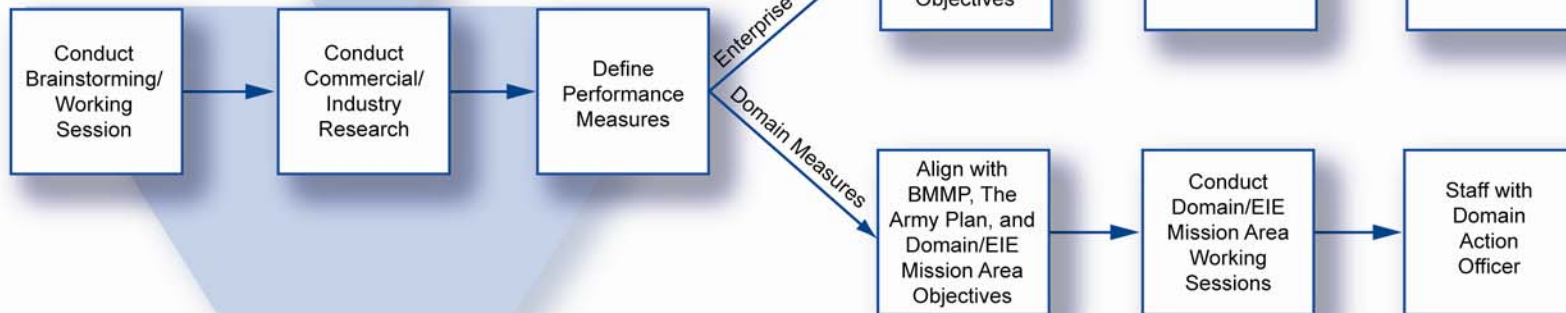 Conduct
Brainstorming/
Working
Session
Conduct
Commercial/
Industry
Research
Define
Performance
Measures
Enterprise
Objectives
Domain Measures
Align with
BMMP, The
Army Plan, and
Domain/EIE
Mission Area
Objectives
Conduct
Domain/EIE
Mission Area
Working
Sessions
Staff with
Domain
Action
Officer